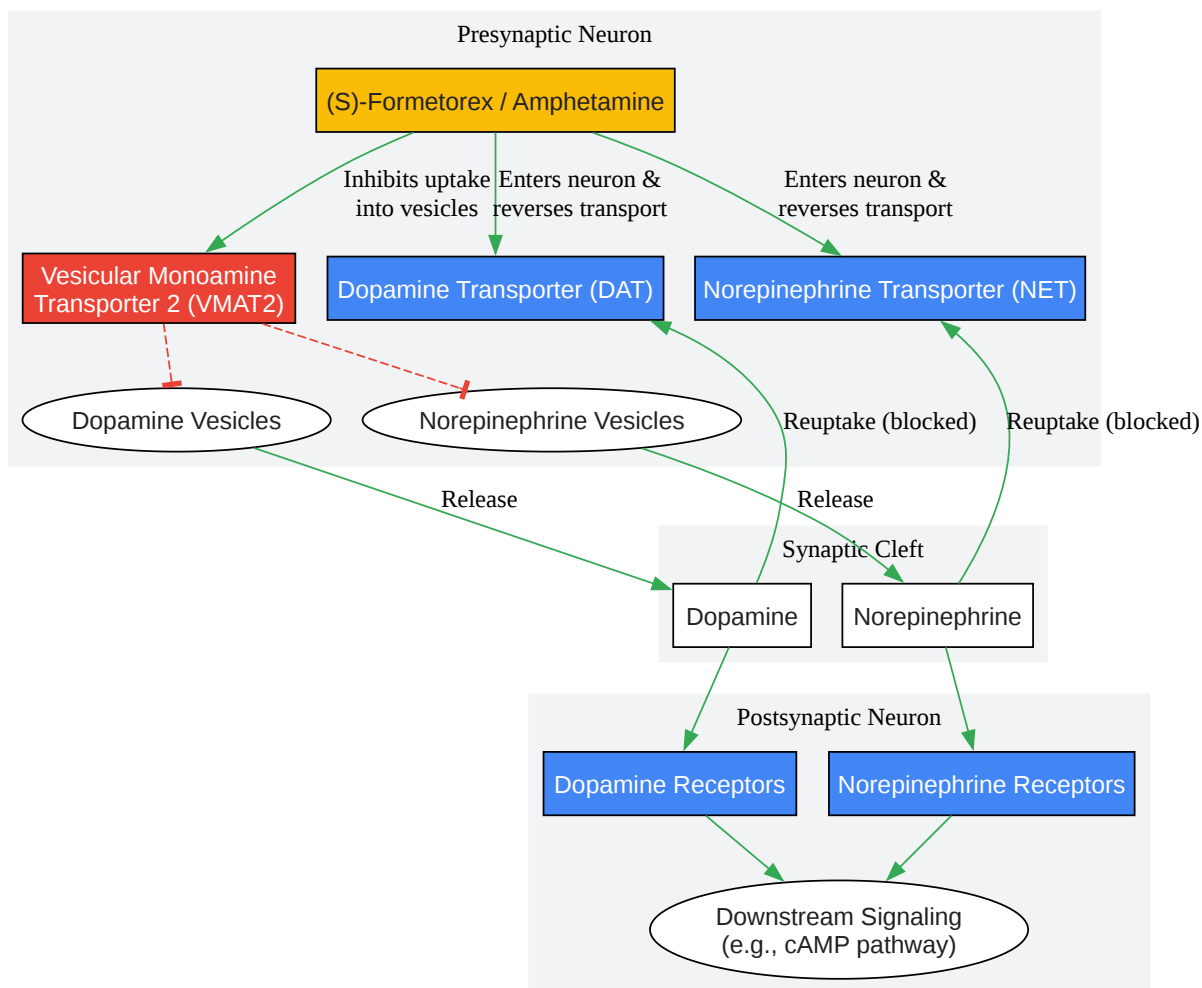 Presynaptic Neuron
(S)-Formetorex / Amphetamine
Inhibits uptake
into vesicles
Enters neuron &
reverses transport
Enters neuron &
reverses transport
Vesicular Monoamine
Transporter 2 (VMAT2)
Dopamine Transporter (DAT)
Norepinephrine Transporter (NET)
Dopamine Vesicles
Norepinephrine Vesicles
Reuptake (blocked)
Reuptake (blocked)
Release
Release
Synaptic Cleft
Dopamine
Norepinephrine
Postsynaptic Neuron
Dopamine Receptors
Norepinephrine Receptors
Downstream Signaling
(e.g., cAMP pathway)